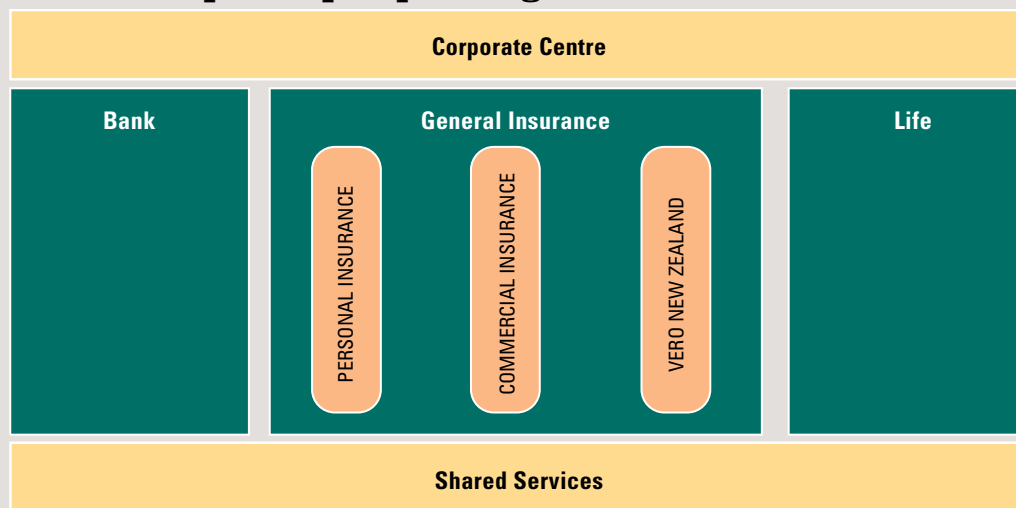 Corporate Centre
Bank
General Insurance
Life
PERSONAL INSURANCE
COMMERCIAL INSURANCE
VERO NEW ZEALAND
Shared Services